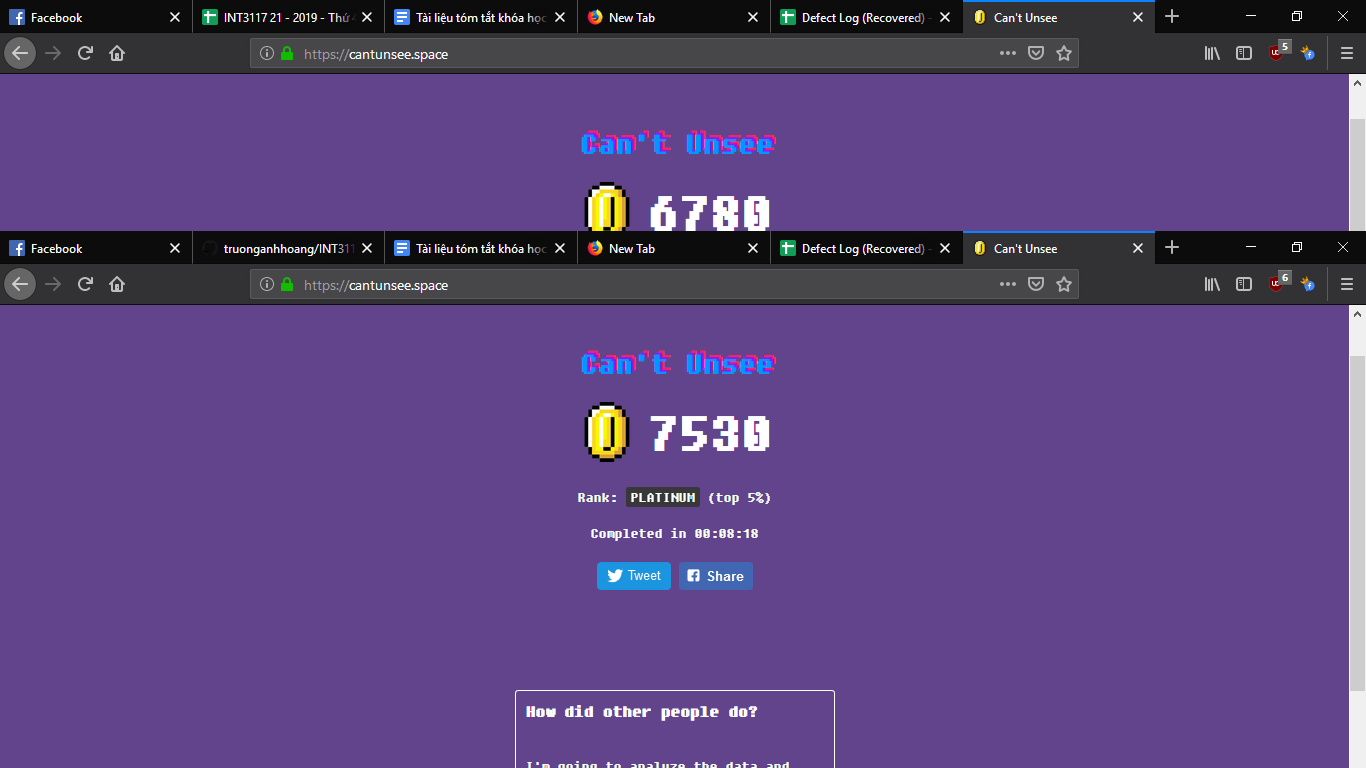 Facebook
INT3117 21 - 2019 - Thứ
Tài liệu tóm tắt khóa học
New Tab
Defect Log (Recovered) -
Can't Unsee
https://cantunsee.space
5
Can't Unsee
6780
Facebook
truonganhhoang/INT311
Tài liệu tóm tắt khóa học
New Tab
Defect Log (Recovered) -
Can't Unsee
https://cantunsee.space
6
Can't Unsee
7530
Rank: PLATINUM (top 5%)
Completed in 00:08:18
Tweet
Share
How did other people do?
I'm going to analyze the data and